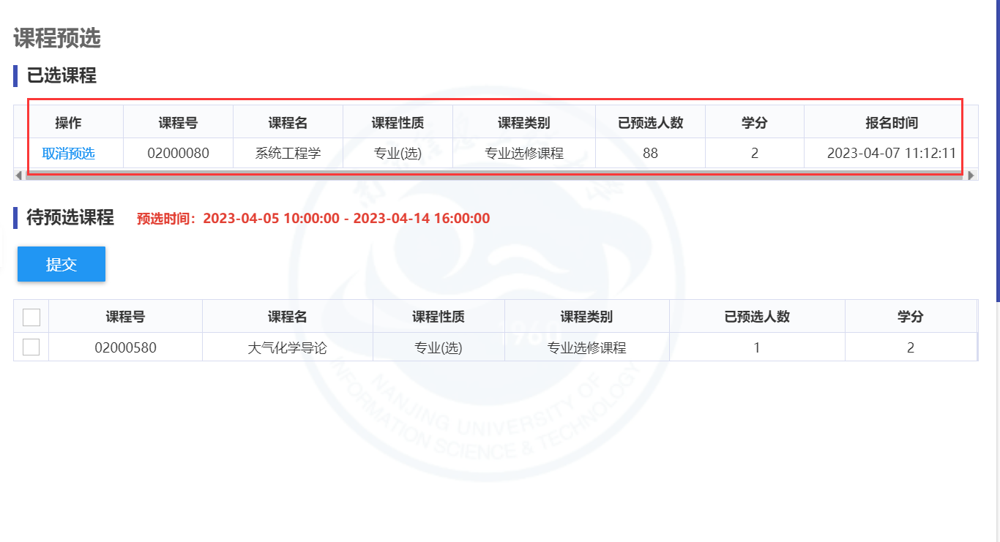 课程预选
已选课程
操作 课程号 课程名 课程性质 课程类别 已预选人数 学分 报名时间
取消预选 02000080 系统工程学 专业(选) 专业选修课程 88 2 2023-04-07 11:12:11
待预选课程 预选时间：2023-04-05 10:00:00 - 2023-04-14 16:00:00
提交
课程号 课程名 课程性质 课程类别 已预选人数 学分
02000580 大气化学导论 专业(选) 专业选修课程 1 2
1960
NANJING UNIVERSITY OF
INFORMATION SCIENCE & TECHNOLOGY